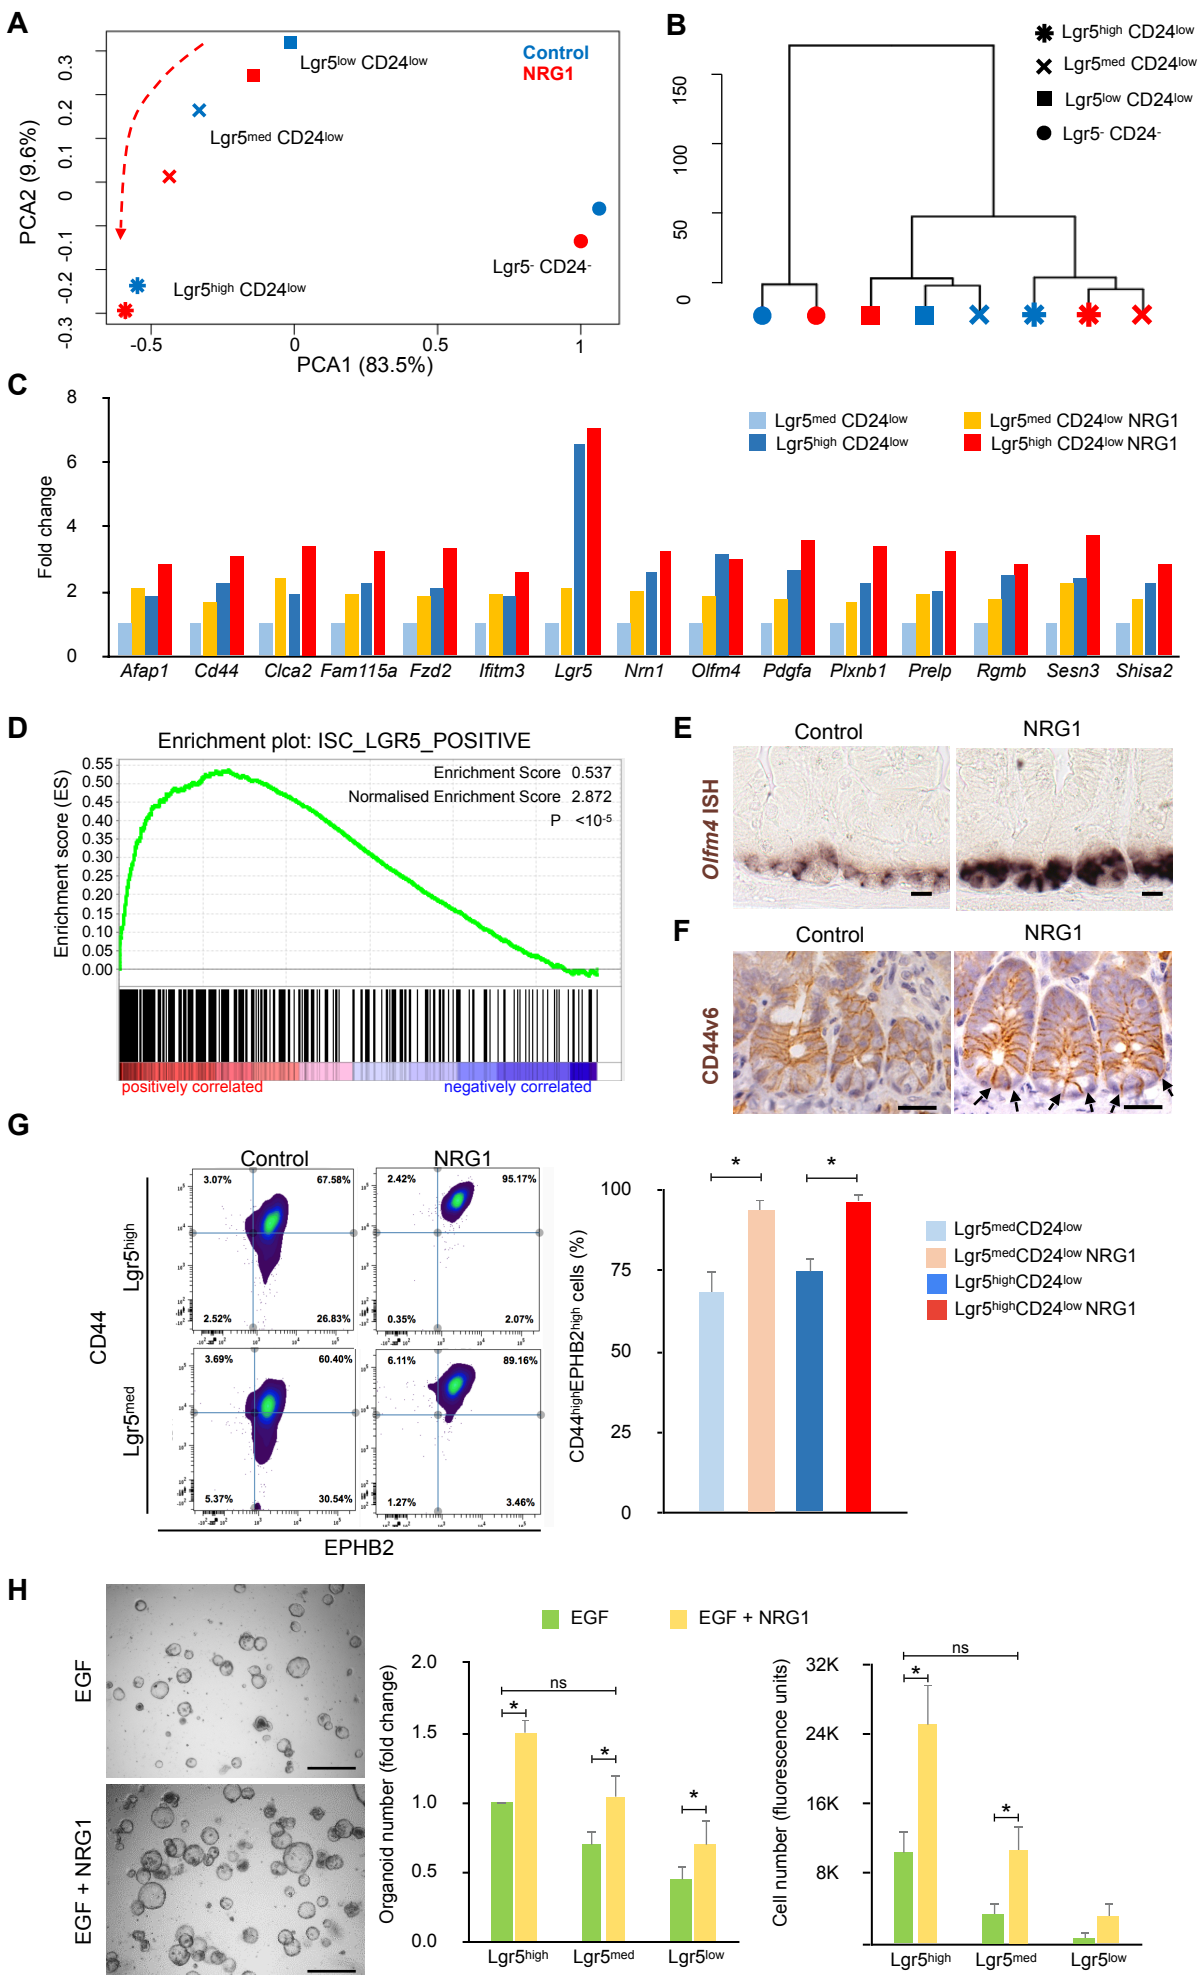 A
Control
NRG1
Lgr5low CD24low
Lgr5med CD24low
Lgr5- CD24-
Lgr5high CD24low
PCA2 (9.6%)
0.3
0.2
0.1
0
-0.1
-0.2
-0.3
-0.5
0
0.5
1
PCA1 (83.5%)
B
Lgr5high CD24low
Lgr5med CD24low
Lgr5low CD24low
Lgr5- CD24-
150
100
50
0
C
8
6
4
2
0
Fold change
Lgr5med CD24low
Lgr5high CD24low
Lgr5med CD24low NRG1
Lgr5high CD24low NRG1
Afap1 Cd44 Clca2 Fam115a Fzd2 Ifitm3 Lgr5 Nrn1 Olfm4 Pdgfa Plxnb1 Prelp Rgmb Sesn3 Shisa2
D
Enrichment plot: ISC_LGR5_POSITIVE
Enrichment Score 0.537
Normalised Enrichment Score 2.872
P <10-5
Enrichment score (ES)
0.55
0.50
0.45
0.40
0.35
0.30
0.25
0.20
0.15
0.10
0.05
0.00
positively correlated
negatively correlated
E
Control
NRG1
Olfm4 ISH
F
Control
NRG1
CD44v6
G
Control
NRG1
CD44
Lgr5high
Lgr5med
3.07% 67.58%
2.52% 26.83%
2.42% 95.17%
0.35% 2.07%
3.69% 60.40%
5.37% 30.54%
6.11% 89.16%
1.27% 3.46%
EPHB2
CD44highEPHB2high cells (%)
100
75
50
25
0
*
*
Lgr5medCD24low
Lgr5medCD24low NRG1
Lgr5highCD24low
Lgr5highCD24low NRG1
H
EGF
EGF + NRG1
EGF
EGF + NRG1
Organoid number (fold change)
2.0
1.5
1.0
0.5
0.0
ns
*
*
*
Lgr5high Lgr5med Lgr5low
Cell number (fluorescence units)
32K
24K
16K
8K
ns
*
*
Lgr5high Lgr5med Lgr5low